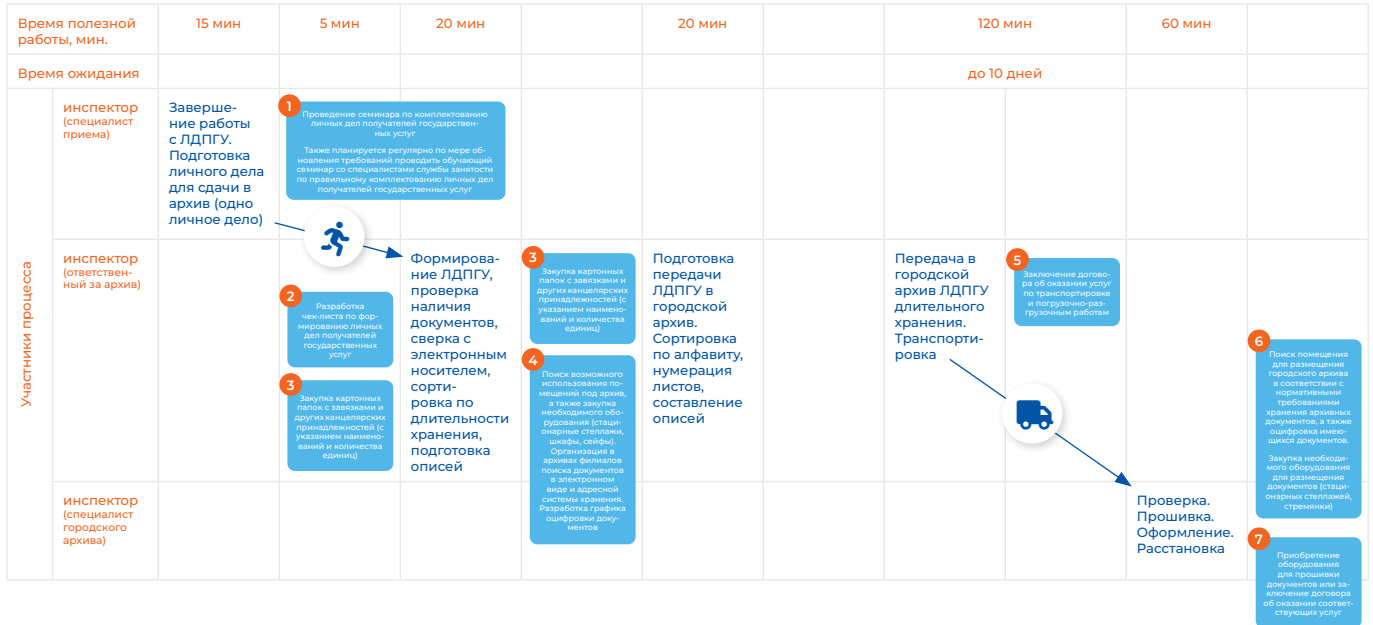 Время полезной
работы, мин.
15 мин
5 мин
20 мин
20 мин
120 мин
60 мин
Время ожидания
до 10 дней
Участники процесса
инспектор
(специалист
приема)
Заверше-
ние работы
с ЛДПГУ.
Подготовка
личного дела
для сдачи в
архив (одно
личное дело)
1
Проведение семинара по комплектованию
личных дел получателей государствен-
ных услуг
Также планируется регулярно по мере об-
новления требований проводить обучающий
семинар со специалистами службы занятости
по правильному комплектованию личных дел
получателей государственных услуг
инспектор
(ответствен-
ный за архив)
2
Разработка
чек-листа по фор-
мированию личных
дел получателей
государственных
услуг
3
Закупка картонных
папок с завязками и
других канцелярских
принадлежностей (с
указанием наимено-
ваний и количества
единиц)
Формирова-
ние ЛДПГУ,
проверка
наличия
документов,
сверка с
электронным
носителем,
сорти-
ровка по
длительности
хранения,
подготовка
описей
3
Закупка картонных
папок с завязками и
других канцелярских
принадлежностей (с
указанием наимено-
ваний и количества
единиц)
4
Поиск возможного
использования по-
мещений под архив,
а также закупка
необходимого обо-
рудования (стаци-
онарные стеллажи,
шкафы, сейфы).
Организация в
архивах филиалов
поиска документов
в электронном
виде и адресной
системы хранения.
Разработка графика
оцифровки доку-
ментов
Подготовка
передачи
ЛДПГУ в
городской
архив.
Сортировка
по алфавиту,
нумерация
листов,
составление
описей
Передача в
городской
архив ЛДПГУ
длительного
хранения.
Транспорти-
ровка
5
Заключение догово-
ра об оказании услуг
по транспортировке
и погрузочно-раз-
грузочным работам
6
Поиск помещения
для размещения
городского архива
в соответствии с
нормативными
требованиями
хранения архивных
документов, а также
оцифровка имею-
щихся документов.
Закупка необходи-
мого оборудования
для размещения
документов (стаци-
онарных стеллажей,
стремянки)
инспектор
(специалист
городского
архива)
Проверка.
Прошивка.
Оформление.
Расстановка
7
Приобретение
оборудования
для прошивки
документов или за-
ключение договора
об оказании соответ-
ствующих услуг